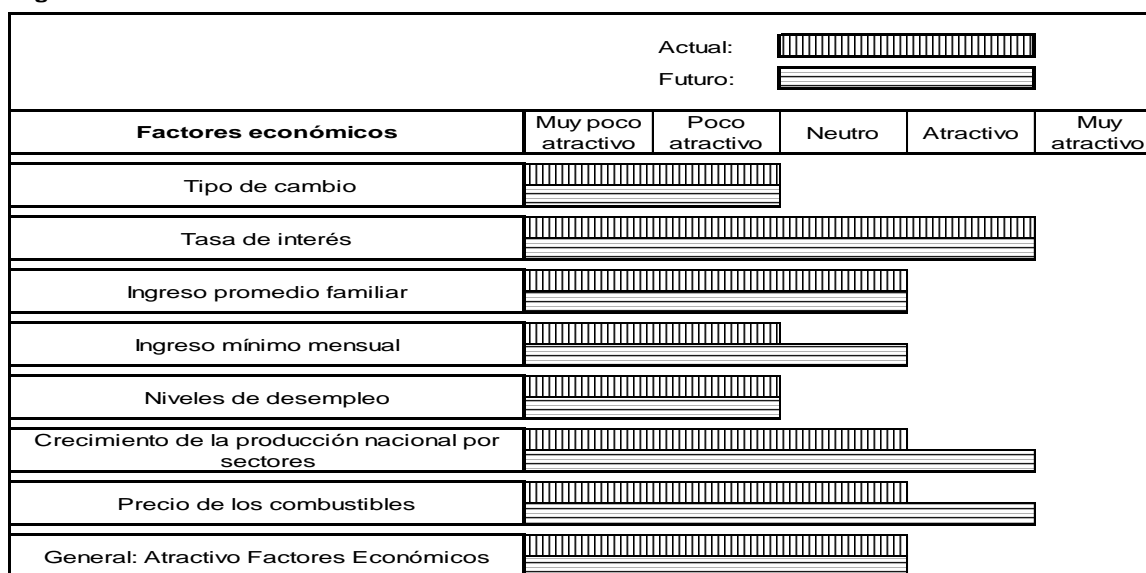 Actual:
Futuro:
Factores económicos
Muy poco
atractivo
Poco
atractivo
Neutro
Atractivo
Muy
atractivo
Tipo de cambio
Tasa de interés
Ingreso promedio familiar
Ingreso mínimo mensual
Niveles de desempleo
Crecimiento de la producción nacional por
sectores
Precio de los combustibles
General: Atractivo Factores Económicos